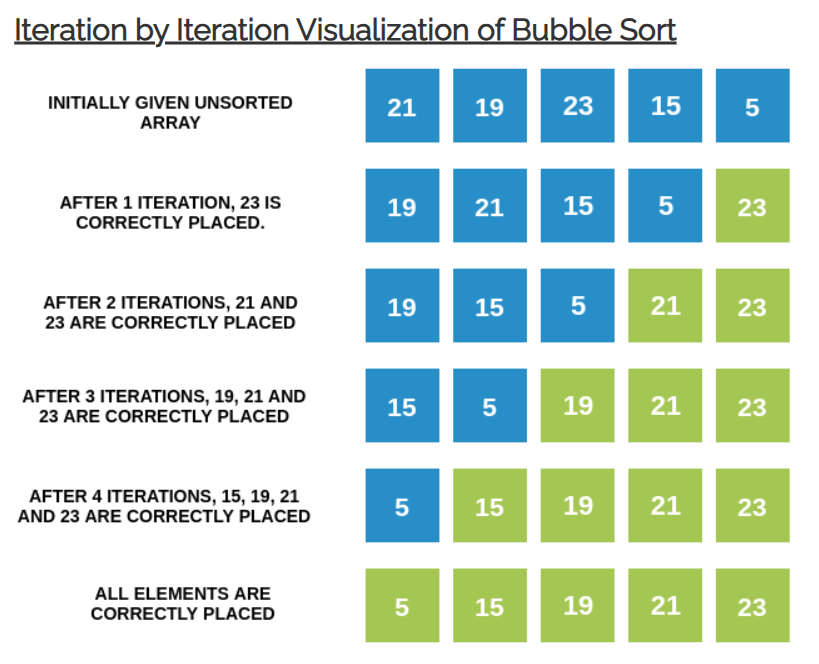 Iteration by Iteration Visualization of Bubble Sort
INITIALLY GIVEN UNSORTED
ARRAY
21 19 23 15 5
AFTER 1 ITERATION, 23 IS
CORRECTLY PLACED.
19 21 15 5 23
AFTER 2 ITERATIONS, 21 AND
23 ARE CORRECTLY PLACED
19 15 5 21 23
AFTER 3 ITERATIONS, 19, 21 AND
23 ARE CORRECTLY PLACED
15 5 19 21 23
AFTER 4 ITERATIONS, 15, 19, 21
AND 23 ARE CORRECTLY PLACED
5 15 19 21 23
ALL ELEMENTS ARE
CORRECTLY PLACED
5 15 19 21 23